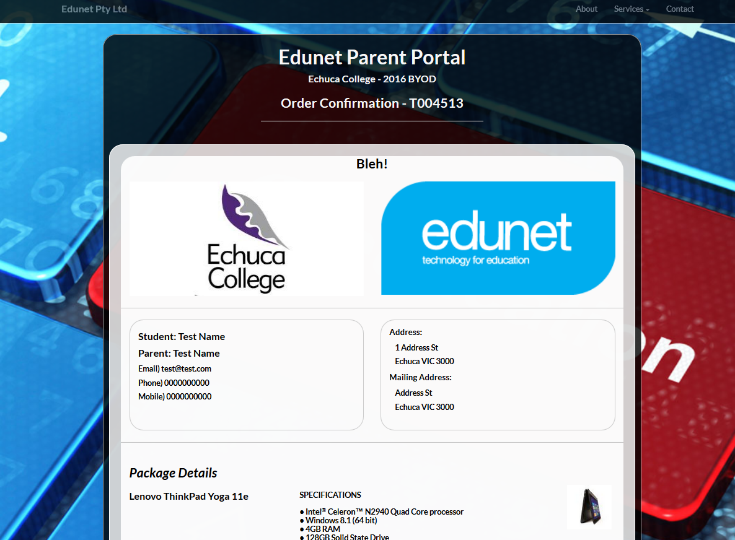 Edunet Pty Ltd
About Services Contact
Edunet Parent Portal
Echuca College - 2016 BYOD
Order Confirmation - T004513
Bleh!
Echuca
College
edunet
technology for education
Student: Test Name
Parent: Test Name
Email) test@test.com
Phone) 0000000000
Mobile) 0000000000
Address:
1 Address St
Echuca VIC 3000
Mailing Address:
Address St
Echuca VIC 3000
on
Package Details
Lenovo ThinkPad Yoga 11e
SPECIFICATIONS
● Intel® Celeron™ N2940 Quad Core processor
● Windows 8.1 (64 bit)
● 4GB RAM
● 128GB Solid State Drive